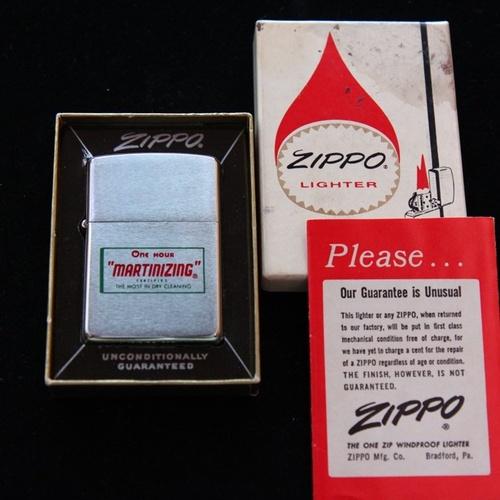 ZIPPO.
One Hour
"MARTINIZING"®
CERTIFIES
THE MOST IN DRY CLEANING
UNCONDITIONALLY
GUARANTEED
ZIPPO®
LIGHTER
Please...
Our Guarantee is Unusual
This lighter or any ZIPPO, when returned
to our factory, will be put in first class
mechanical condition free of charge, for
we have yet to charge a cent for the repair
of a ZIPPO regardless of age or condition.
THE FINISH, HOWEVER, IS NOT
GUARANTEED.
ZIPPO
®
THE ONE ZIP WINDPROOF LIGHTER
ZIPPO Mfg. Co. Bradford, Pa.